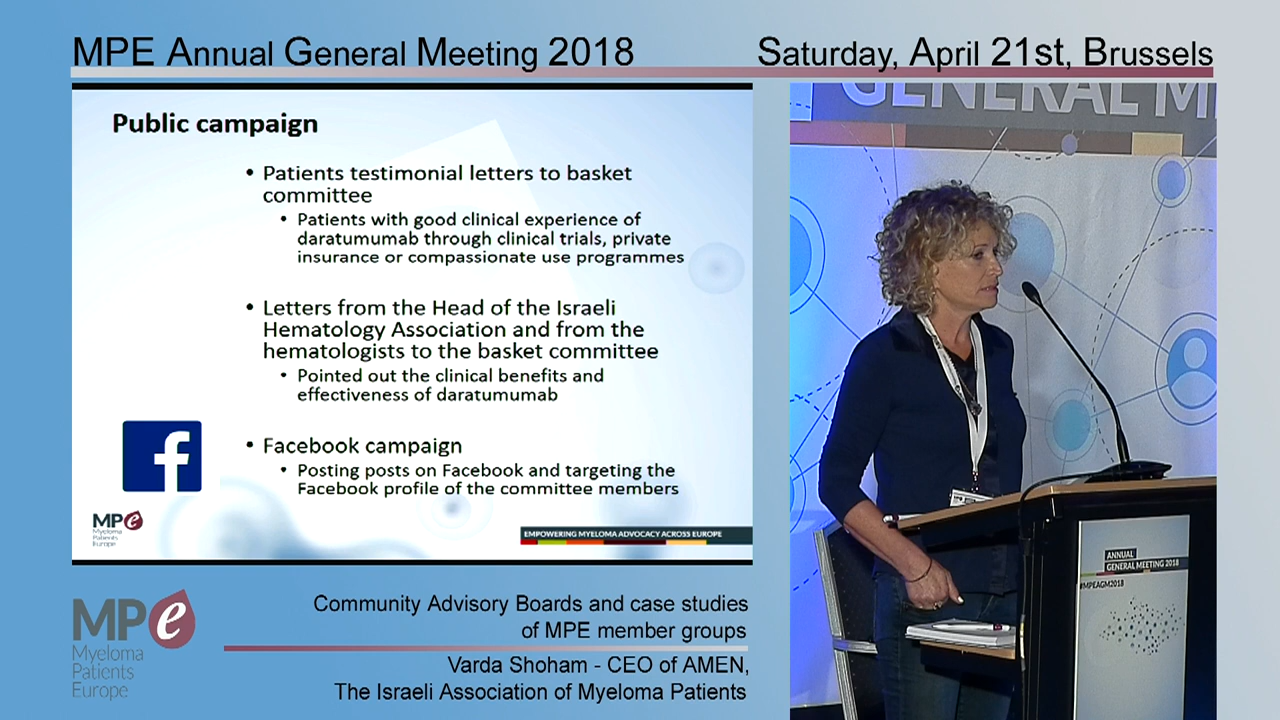 MPE Annual General Meeting 2018
Saturday, April 21st, Brussels
Public campaign
• Patients testimonial letters to basket
committee
• Patients with good clinical experience of
daratumumab through clinical trials, private
insurance or compassionate use programmes
• Letters from the Head of the Israeli
Hematology Association and from the
hematologists to the basket committee
• Pointed out the clinical benefits and
effectiveness of daratumumab
f
• Facebook campaign
• Posting posts on Facebook and targeting the
Facebook profile of the committee members
MPe
Myeloma
Patients
Europe
EMPOWERING MYELOMA ADVOCACY ACROSS EUROPE
GENERAL M
ANNUAL
GENERAL MEETING 2018
#MPEAGM2018
MPe
Myeloma
Patients
Europe
Community Advisory Boards and case studies
of MPE member groups
Varda Shoham - CEO of AMEN,
The Israeli Association of Myeloma Patients